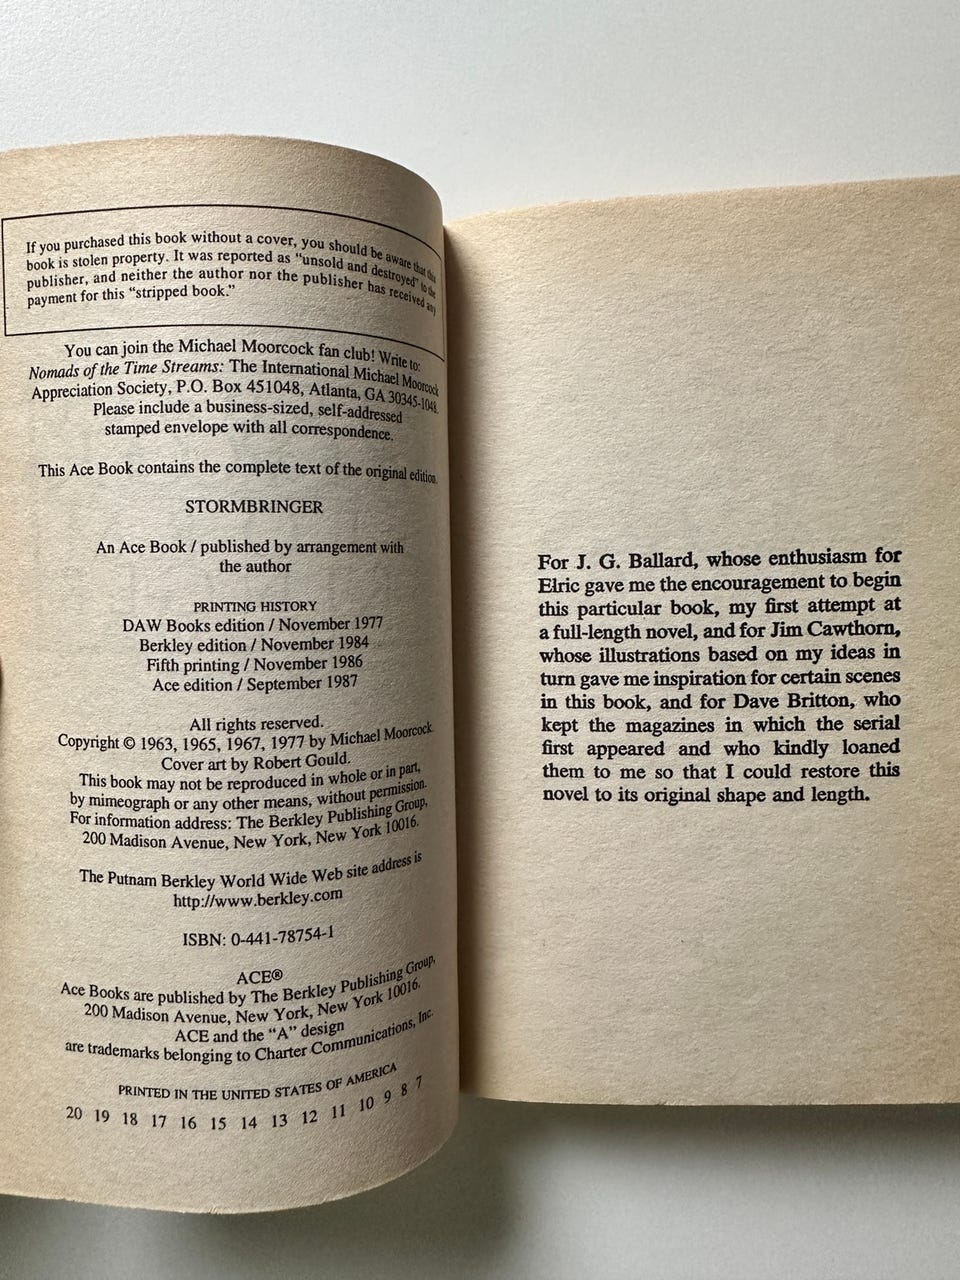 If you purchased this book without a cover, you should be aware that this
book is stolen property. It was reported as “unsold and destroyed” to the
publisher, and neither the author nor the publisher has received any
payment for this “stripped book.”
You can join the Michael Moorcock fan club! Write to:
Nomads of the Time Streams: The International Michael Moorcock
Appreciation Society, P.O. Box 451048, Atlanta, GA 30345-1048.
Please include a business-sized, self-addressed
stamped envelope with all correspondence.
This Ace Book contains the complete text of the original edition.
STORMBRINGER
An Ace Book / published by arrangement with
the author
PRINTING HISTORY
DAW Books edition / November 1977
Berkley edition / November 1984
Fifth printing / November 1986
Ace edition / September 1987
All rights reserved.
Copyright © 1963, 1965, 1967, 1977 by Michael Moorcock.
Cover art by Robert Gould.
This book may not be reproduced in whole or in part,
by mimeograph or any other means, without permission.
For information address: The Berkley Publishing Group,
200 Madison Avenue, New York, New York 10016.
The Putnam Berkley World Wide Web site address is
http://www.berkley.com
ISBN: 0-441-78754-1
ACE®
Ace Books are published by The Berkley Publishing Group,
200 Madison Avenue, New York, New York 10016.
ACE and the “A” design
are trademarks belonging to Charter Communications, Inc.
PRINTED IN THE UNITED STATES OF AMERICA
20 19 18 17 16 15 14 13 12 11 10 9 8 7
For J. G. Ballard, whose enthusiasm for
Elric gave me the encouragement to begin
this particular book, my first attempt at
a full-length novel, and for Jim Cawthorn,
whose illustrations based on my ideas in
turn gave me inspiration for certain scenes
in this book, and for Dave Britton, who
kept the magazines in which the serial
first appeared and who kindly loaned
them to me so that I could restore this
novel to its original shape and length.